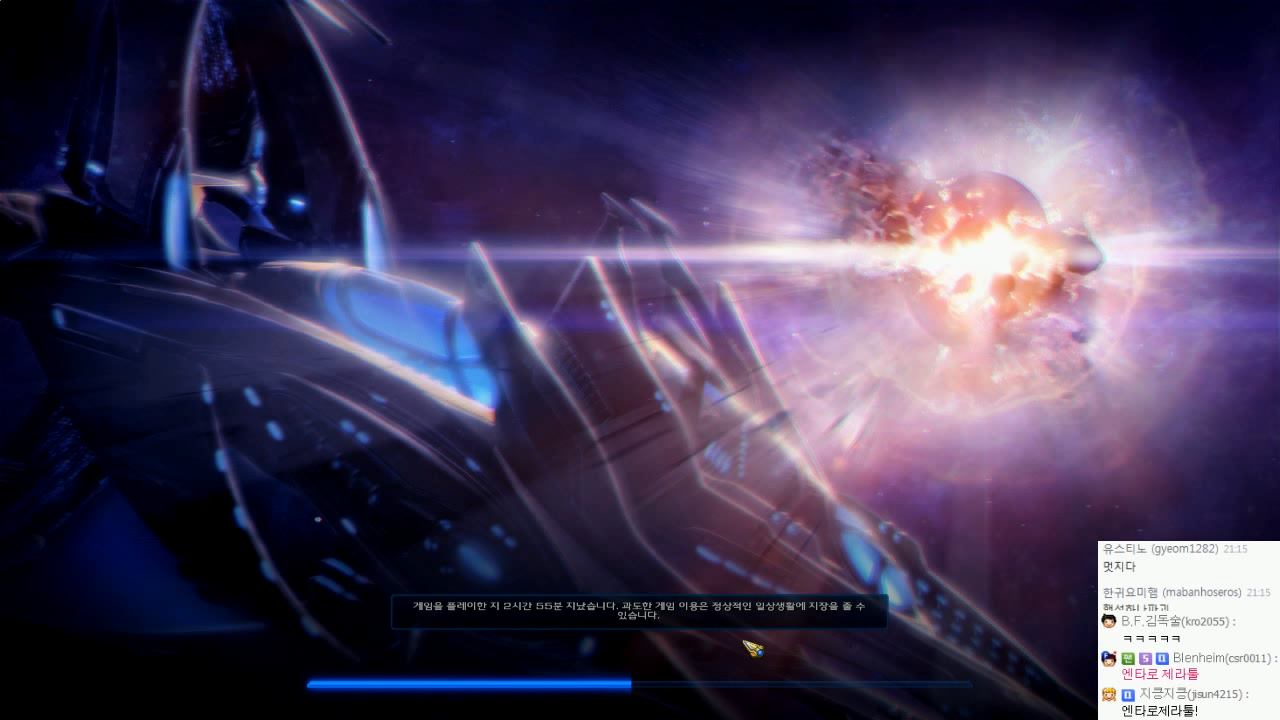 게임을 플레이한 지 2시간 55분 지났습니다. 과도한 게임 이용은 정상적인 일상생활에 지장을 줄 수
있습니다.
유스티노 (gyeom1282) 21:15
멋지다
한귀요미햄 (mabanhoseros) 21:15
B.F.김독술(kro2055) :
ㅋㅋㅋㅋㅋ
팬 5 Blenheim(csr0011) :
엔타로 제라툴
지킁지킁(jisun4215) :
엔타로제라툴!